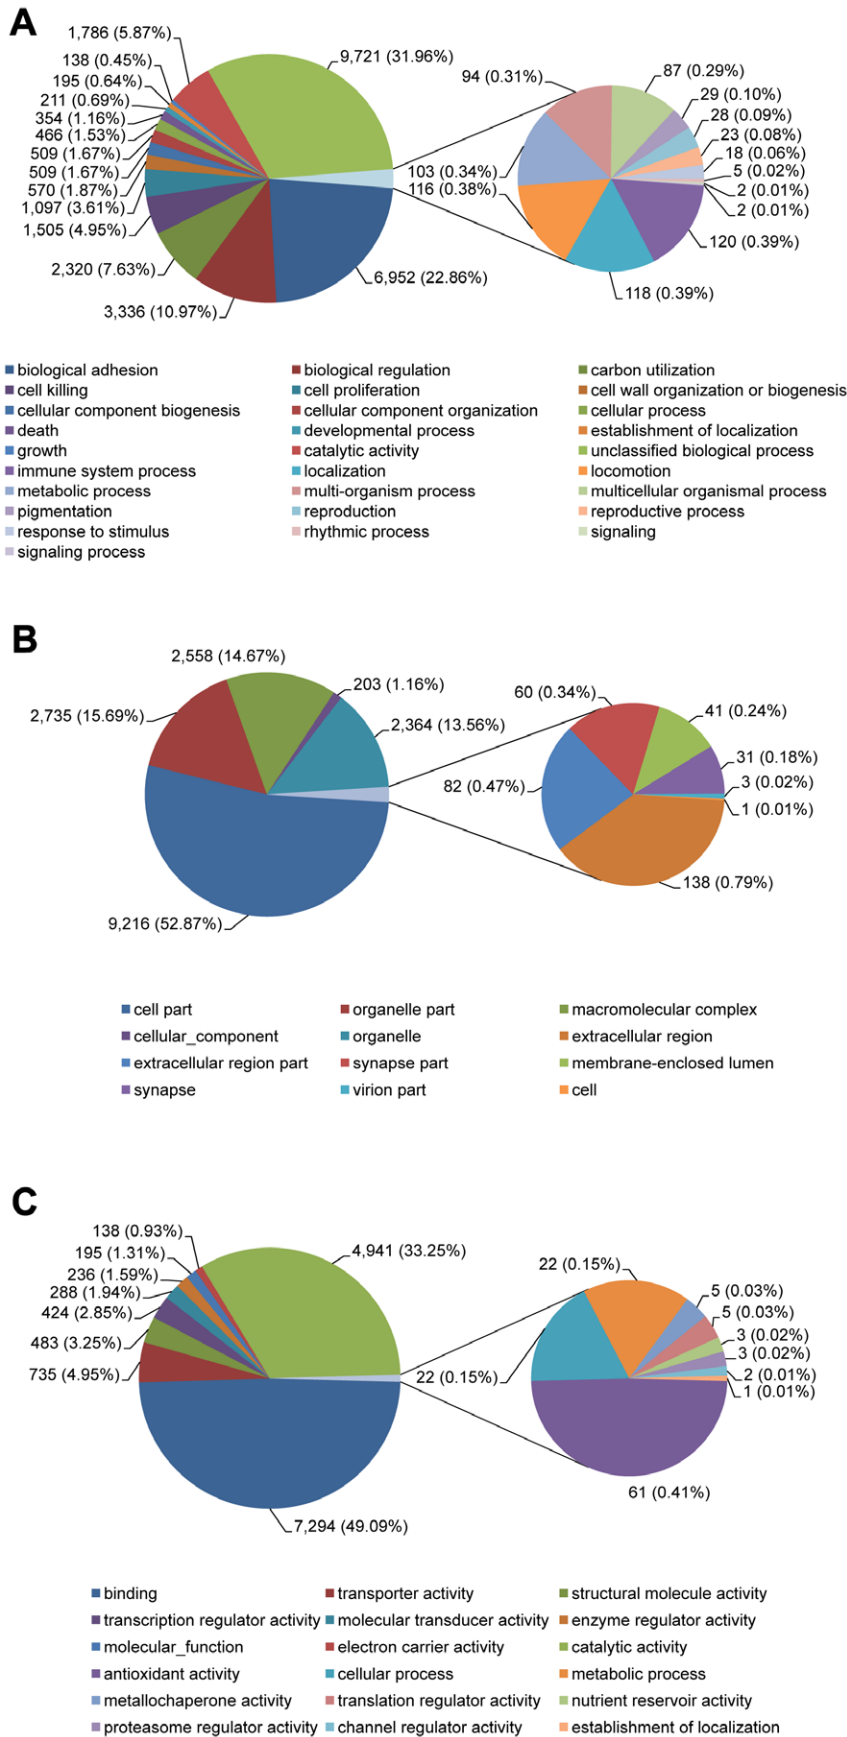 A
1,786 (5.87%)
9,721 (31.96%)
138 (0.45%)
195 (0.64%)
211 (0.69%)
354 (1.16%)
466 (1.53%)
509 (1.67%)
509 (1.67%)
570 (1.87%)
1,097 (3.61%)
1,505 (4.95%)
2,320 (7.63%)
3,336 (10.97%)
6,952 (22.86%)
94 (0.31%)
87 (0.29%)
29 (0.10%)
28 (0.09%)
23 (0.08%)
18 (0.06%)
5 (0.02%)
2 (0.01%)
2 (0.01%)
103 (0.34%)
116 (0.38%)
120 (0.39%)
118 (0.39%)
biological adhesion biological regulation carbon utilization
cell killing cell proliferation cell wall organization or biogenesis
cellular component biogenesis cellular component organization cellular process
death developmental process establishment of localization
growth catalytic activity unclassified biological process
immune system process localization locomotion
metabolic process multi-organism process multicellular organismal process
pigmentation reproduction reproductive process
response to stimulus rhythmic process signaling
signaling process
B
2,558 (14.67%)
203 (1.16%)
2,735 (15.69%)
2,364 (13.56%)
9,216 (52.87%)
60 (0.34%)
41 (0.24%)
31 (0.18%)
82 (0.47%)
3 (0.02%)
1 (0.01%)
138 (0.79%)
cell part organelle part macromolecular complex
cellular_component organelle extracellular region
extracellular region part synapse part membrane-enclosed lumen
synapse virion part cell
C
138 (0.93%)
4,941 (33.25%)
195 (1.31%)
236 (1.59%)
288 (1.94%)
424 (2.85%)
483 (3.25%)
735 (4.95%)
7,294 (49.09%)
22 (0.15%)
5 (0.03%)
5 (0.03%)
3 (0.02%)
3 (0.02%)
2 (0.01%)
1 (0.01%)
22 (0.15%)
61 (0.41%)
binding transporter activity structural molecule activity
transcription regulator activity molecular transducer activity enzyme regulator activity
molecular_function electron carrier activity catalytic activity
antioxidant activity cellular process metabolic process
metallochaperone activity translation regulator activity nutrient reservoir activity
proteasome regulator activity channel regulator activity establishment of localization